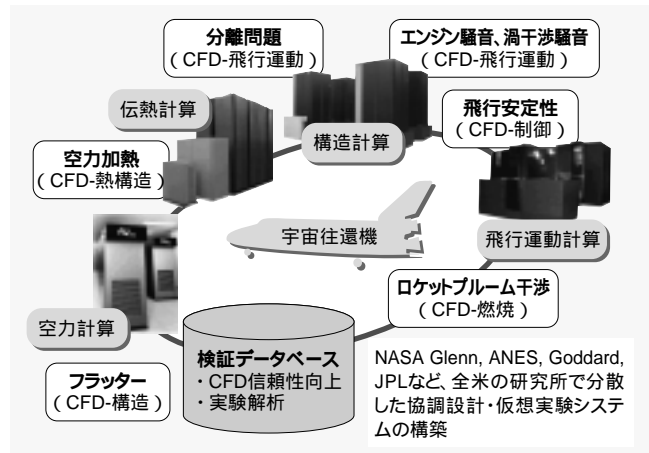 分離問題
（CFD-飛行運動）
エンジン騒音、渦干渉騒音
（CFD-飛行運動）
伝熱計算
構造計算
飛行安定性
（CFD-制御）
空力加熱
（CFD-熱構造）
宇宙往還機
飛行運動計算
ロケットプルーム干渉
（CFD-燃焼）
空力計算
検証データベース
・CFD信頼性向上
・実験解析
フラッター
（CFD-構造）
NASA Glenn, ANES, Goddard,
JPLなど、全米の研究所で分散
した協調設計・仮想実験システ
ムの構築